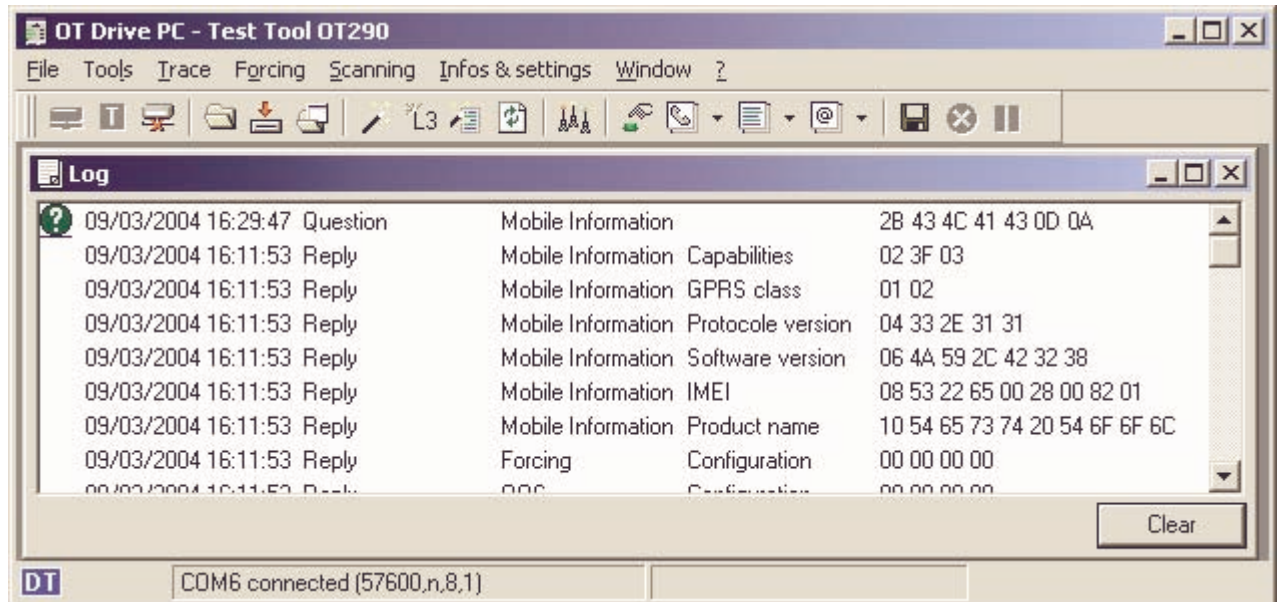 OT Drive PC - Test Tool OT290
File Tools Trace Forcing Scanning Infos & settings Window ?
T L3 @
Log
? 09/03/2004 16:29:47 Question Mobile Information 2B 43 4C 41 43 0D 0A
09/03/2004 16:11:53 Reply Mobile Information Capabilities 02 3F 03
09/03/2004 16:11:53 Reply Mobile Information GPRS class 01 02
09/03/2004 16:11:53 Reply Mobile Information Protocole version 04 33 2E 31 31
09/03/2004 16:11:53 Reply Mobile Information Software version 06 4A 59 2C 42 32 38
09/03/2004 16:11:53 Reply Mobile Information IMEI 08 53 22 65 00 28 00 82 01
09/03/2004 16:11:53 Reply Mobile Information Product name 10 54 65 73 74 20 54 6F 6F 6C
09/03/2004 16:11:53 Reply Forcing Configuration 00 00 00 00
Clear
DT COM6 connected (57600,n,8,1)